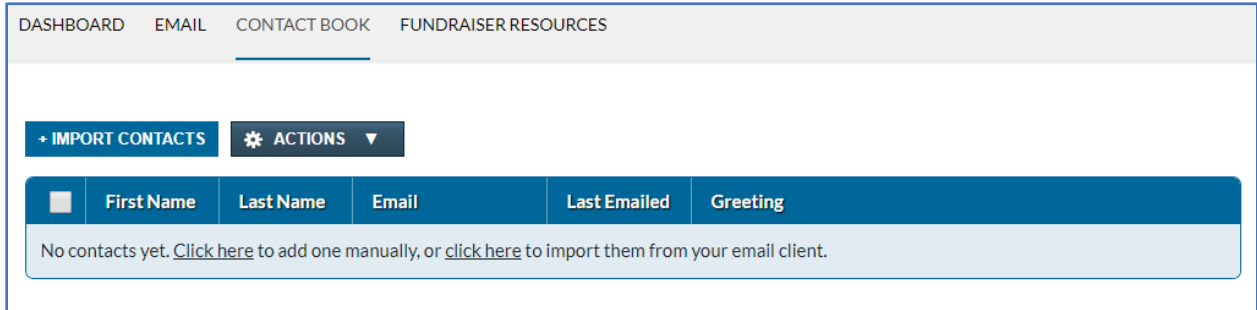 DASHBOARD EMAIL CONTACT BOOK FUNDRAISER RESOURCES
+ IMPORT CONTACTS ACTIONS ▼
First Name Last Name Email Last Emailed Greeting
No contacts yet. Click here to add one manually, or click here to import them from your email client.